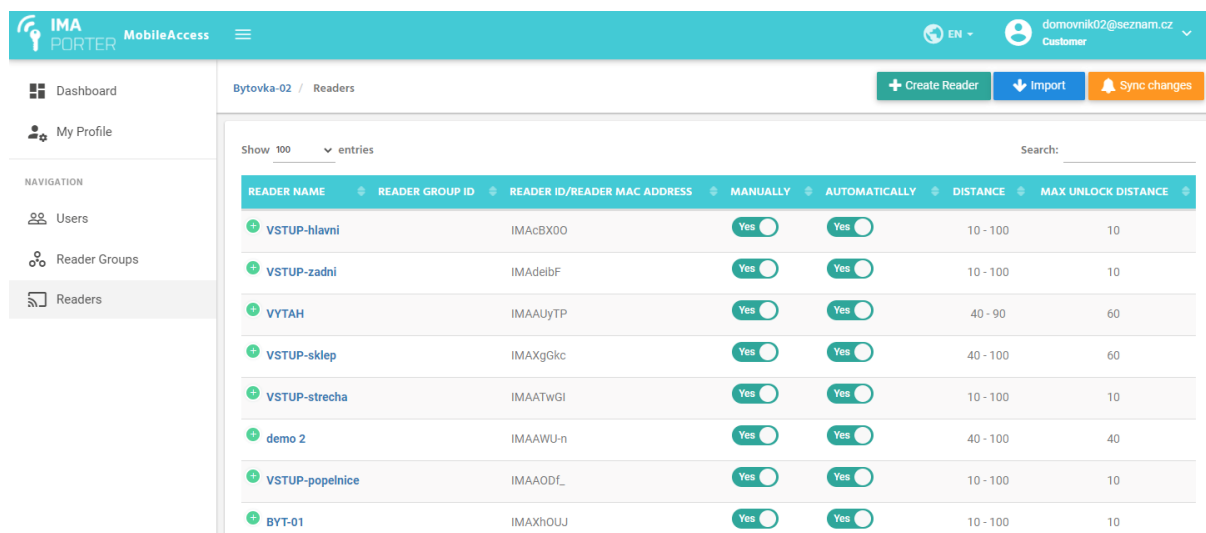 IMA
PORTER MobileAccess
EN
domovnik02@seznam.cz
Customer
Dashboard
My Profile
NAVIGATION
Users
Reader Groups
Readers
Bytovka-02 / Readers
Create Reader
Import
Sync changes
Show 100 entries
Search:
READER NAME READER GROUP ID READER ID/READER MAC ADDRESS MANUALLY AUTOMATICALLY DISTANCE MAX UNLOCK DISTANCE
VSTUP-hlavni IMAcBX0O Yes Yes 10 - 100 10
VSTUP-zadni IMAdeibF Yes Yes 10 - 100 10
VYTAH IMAAUyTP Yes Yes 40 - 90 60
VSTUP-sklep IMAXgGkc Yes Yes 40 - 100 60
VSTUP-strecha IMAATwGI Yes Yes 10 - 100 10
demo 2 IMAAWU-n Yes Yes 40 - 100 40
VSTUP-popelnice IMAAODf_ Yes Yes 10 - 100 10
BYT-01 IMAXhOUJ Yes Yes 10 - 100 10